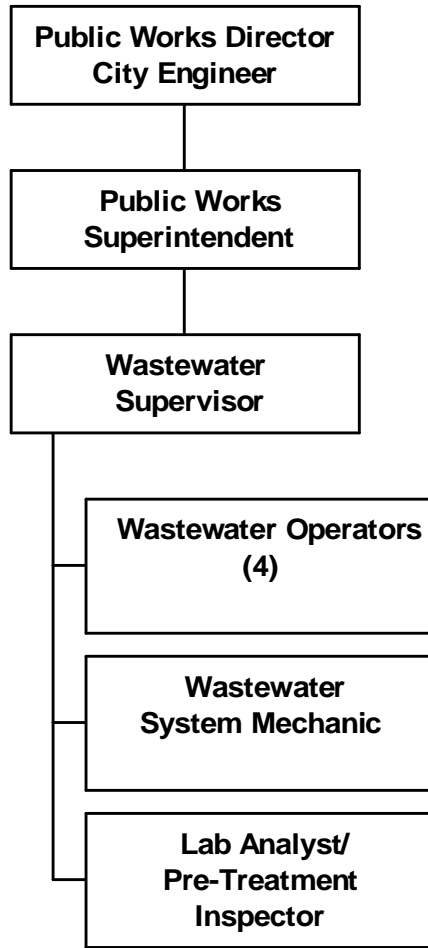 Public Works Director
City Engineer
Public Works
Superintendent
Wastewater
Supervisor
Wastewater Operators
(4)
Wastewater
System Mechanic
Lab Analyst/
Pre-Treatment
Inspector